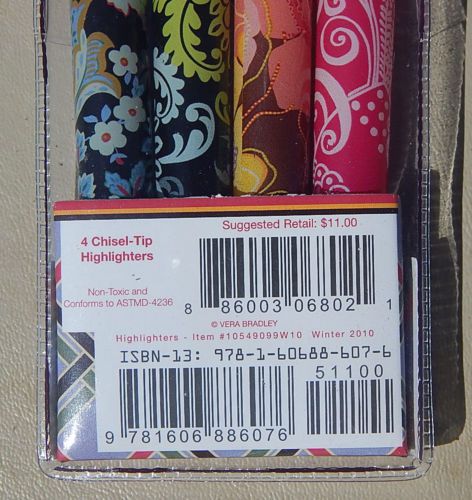 Suggested Retail: $11.00
4 Chisel-Tip
Highlighters
Non-Toxic and
Conforms to ASTMD-4236
8 86003 06802 1
© VERA BRADLEY
Highlighters - Item #10549099W10 Winter 2010
ISBN-13: 978-1-60688-607-6
51100
9 781606 886076